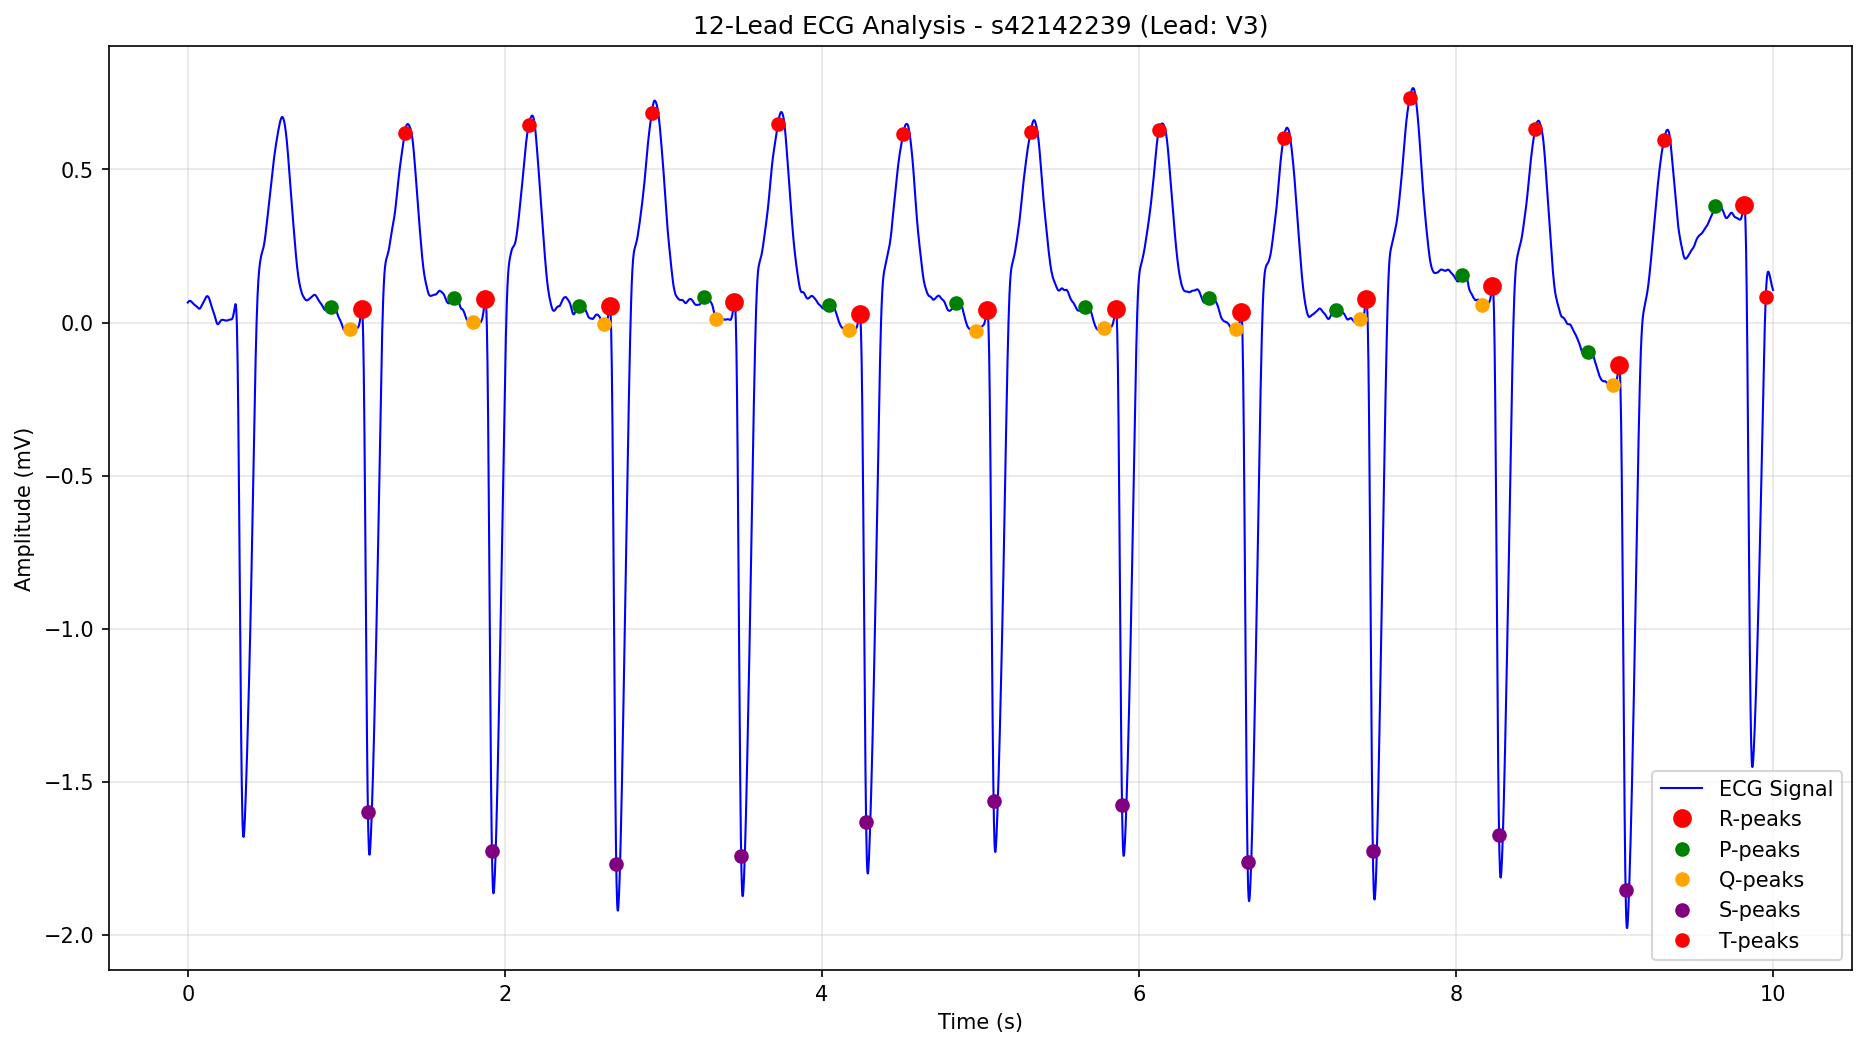 12-Lead ECG Analysis - s42142239 (Lead: V3)
Amplitude (mV)
0.5
0.0
−0.5
−1.0
−1.5
−2.0
ECG Signal
R-peaks
P-peaks
Q-peaks
S-peaks
T-peaks
0 2 4 6 8 10
Time (s)